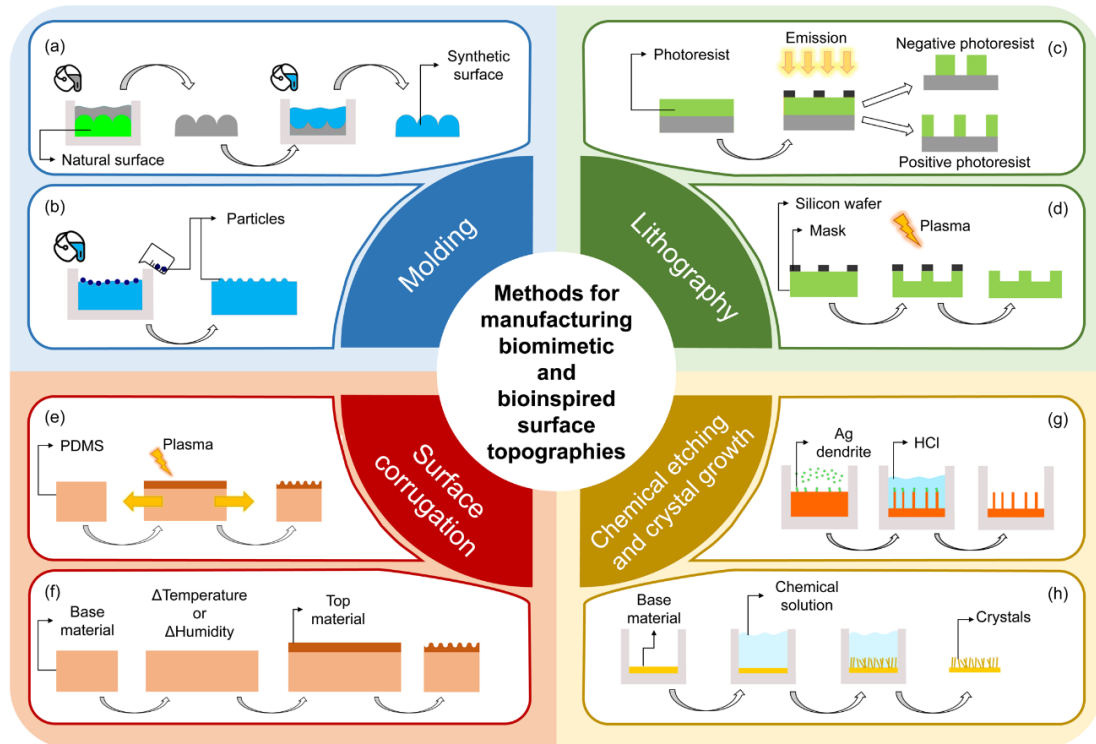 (a)
Synthetic surface
Natural surface
(b)
Particles
Molding
Photoresist
Emission
Negative photoresist
(c)
Positive photoresist
Silicon wafer
Mask
Plasma
(d)
Lithography
Methods for
manufacturing
biomimetic
and
bioinspired
surface
topographies
(e)
PDMS
Plasma
Surface
corrugation
(f)
Base
material
ΔTemperature
or
ΔHumidity
Top
material
Ag
dendrite
HCl
(g)
Chemical etching
and crystal growth
Base
material
Chemical
solution
Crystals
(h)